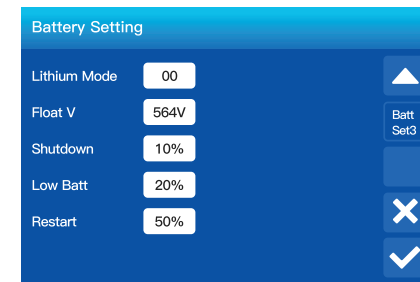 Battery Setting
Lithium Mode 00
Float V 564V
Batt
Set3
Shutdown 10%
Low Batt 20%
Restart 50%